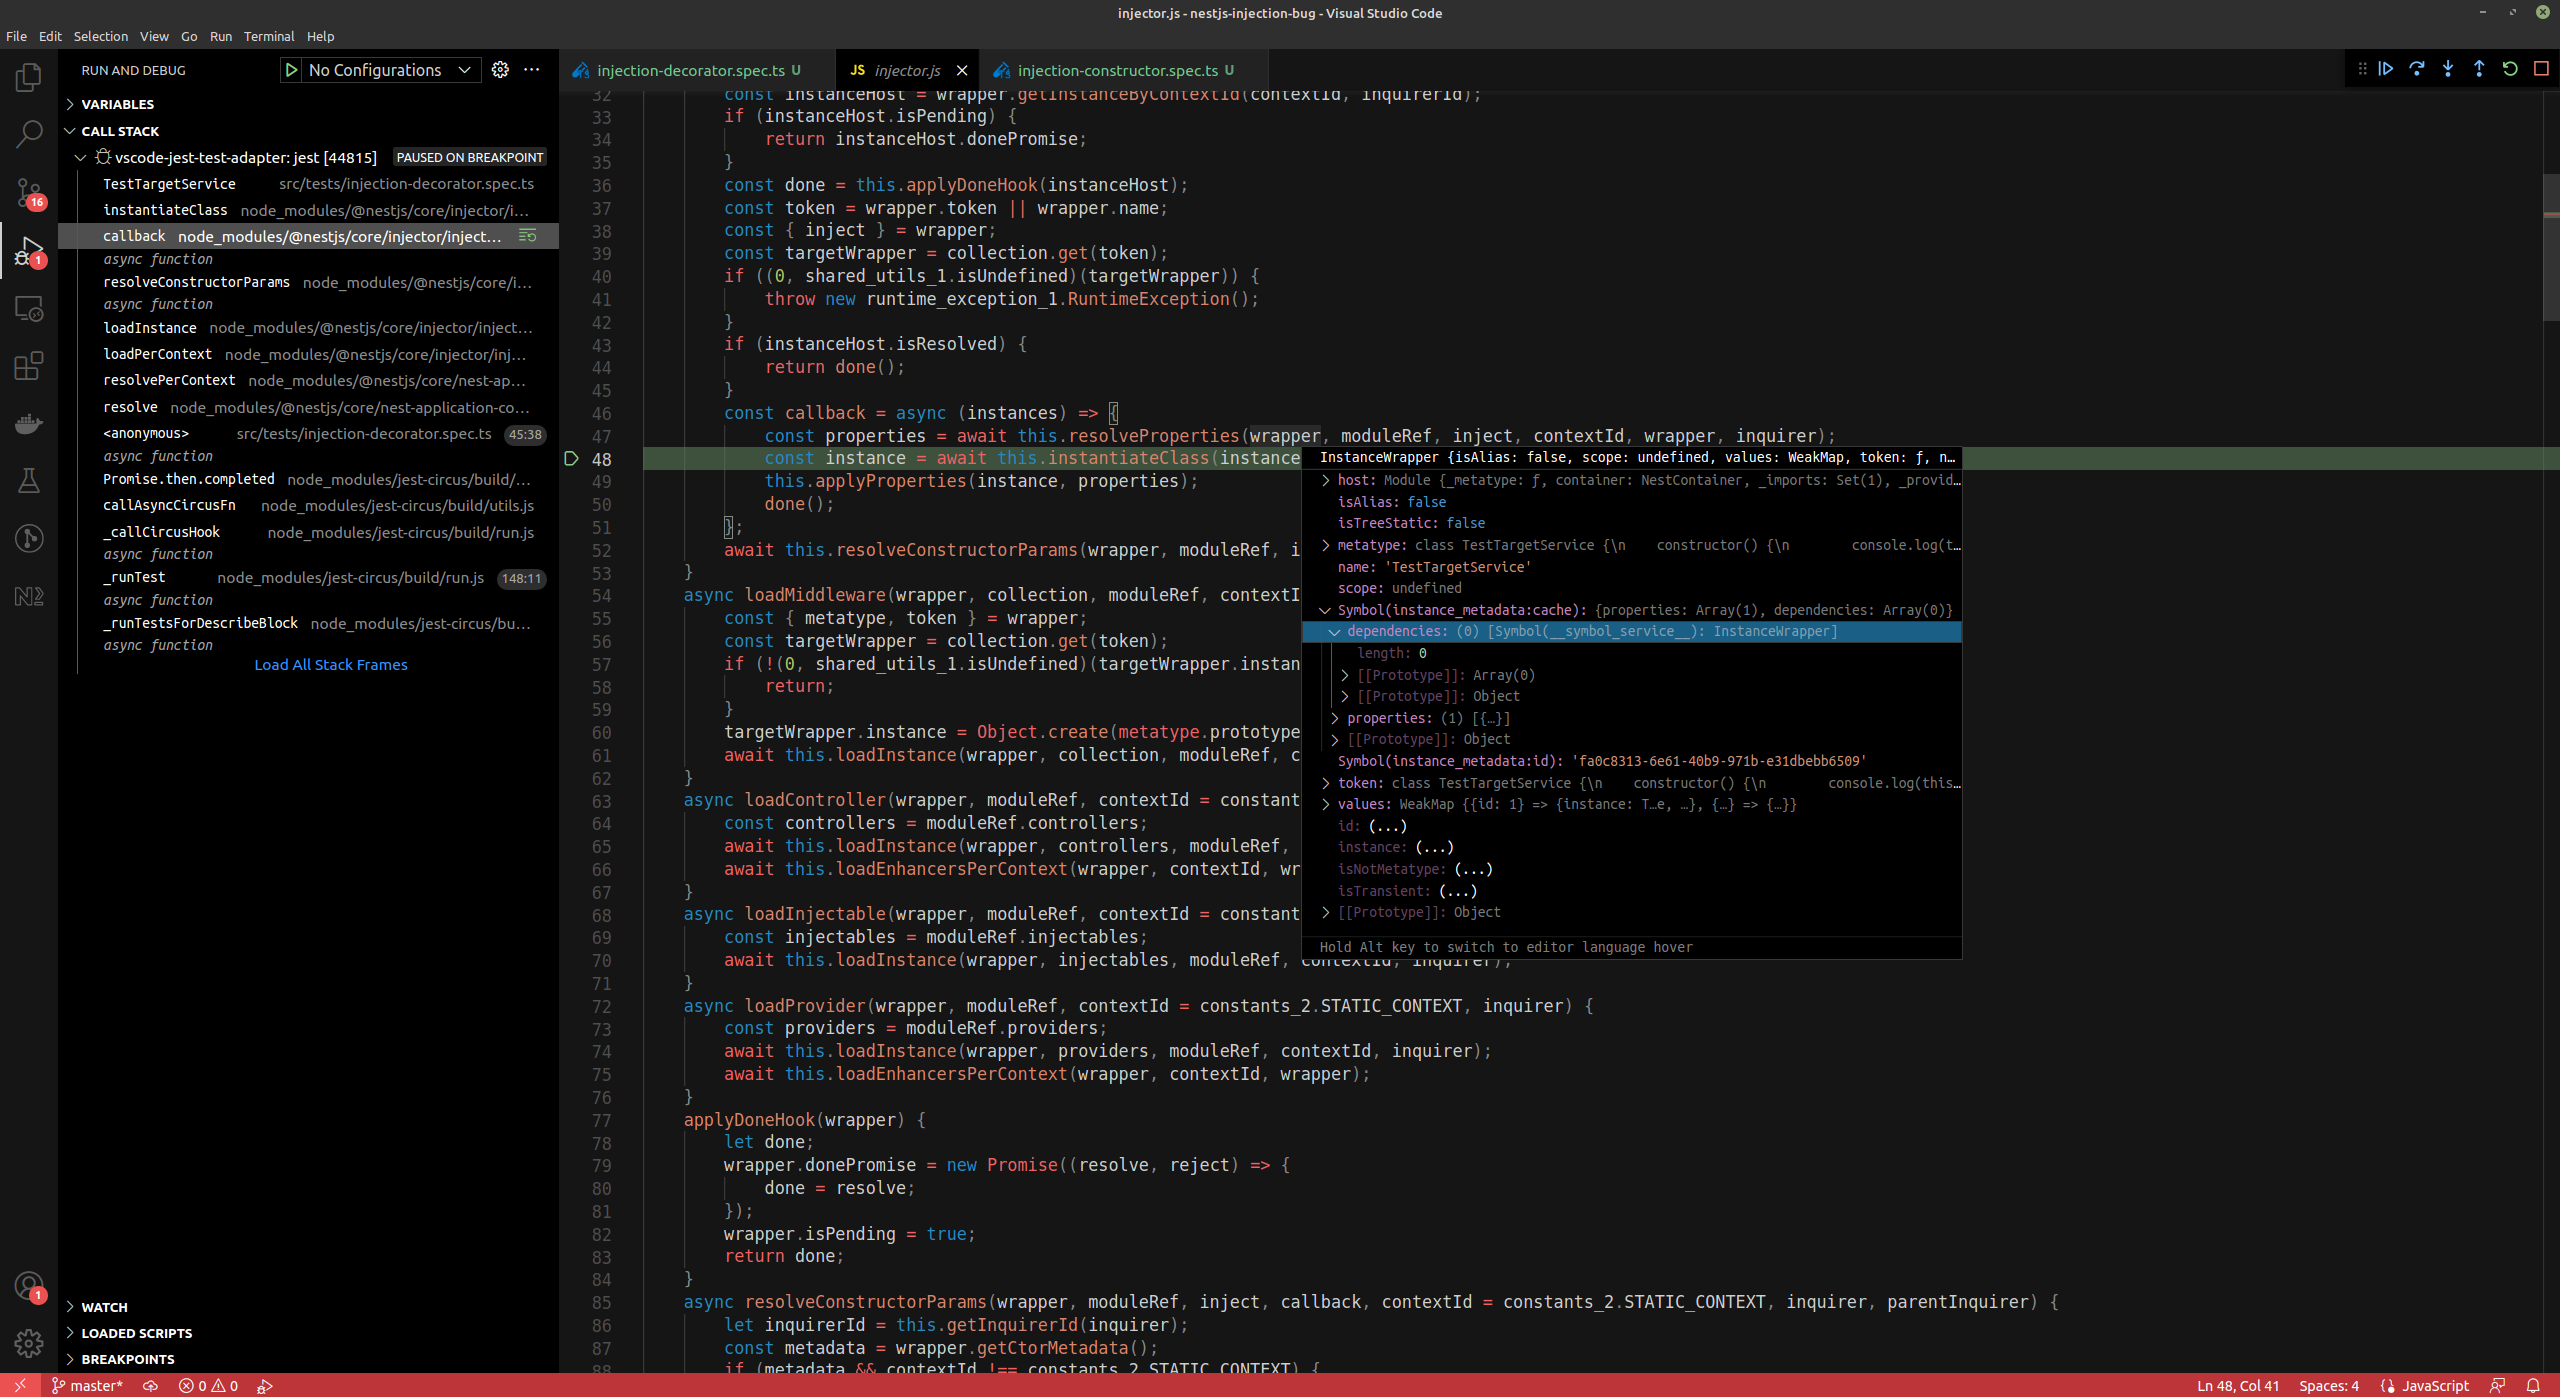 injector.js - nestjs-injection-bug - Visual Studio Code
File Edit Selection View Go Run Terminal Help
RUN AND DEBUG No Configurations
VARIABLES
CALL STACK
vscode-jest-test-adapter: jest [44815] PAUSED ON BREAKPOINT
TestTargetService src/tests/injection-decorator.spec.ts
instantiateClass node_modules/@nestjs/core/injector/i...
callback node_modules/@nestjs/core/injector/inject...
async function
resolveConstructorParams node_modules/@nestjs/core/i...
async function
loadInstance node_modules/@nestjs/core/injector/inject...
loadPerContext node_modules/@nestjs/core/injector/inj...
resolvePerContext node_modules/@nestjs/core/nest-ap...
resolve node_modules/@nestjs/core/nest-application-co...
<anonymous> src/tests/injection-decorator.spec.ts 45:38
async function
Promise.then.completed node_modules/jest-circus/build/...
callAsyncCircusFn node_modules/jest-circus/build/utils.js
_callCircusHook node_modules/jest-circus/build/run.js
async function
_runTest node_modules/jest-circus/build/run.js 148:11
async function
_runTestsForDescribeBlock node_modules/jest-circus/bu...
async function
Load All Stack Frames
WATCH
LOADED SCRIPTS
BREAKPOINTS
16
1
1
injection-decorator.spec.ts U JS injector.js injection-constructor.spec.ts U
32 const instanceHost = wrapper.getInstanceByContextId(contextId, inquirerId);
33 if (instanceHost.isPending) {
34 return instanceHost.donePromise;
35 }
36 const done = this.applyDoneHook(instanceHost);
37 const token = wrapper.token || wrapper.name;
38 const { inject } = wrapper;
39 const targetWrapper = collection.get(token);
40 if ((0, shared_utils_1.isUndefined)(targetWrapper)) {
41 throw new runtime_exception_1.RuntimeException();
42 }
43 if (instanceHost.isResolved) {
44 return done();
45 }
46 const callback = async (instances) => {
47 const properties = await this.resolveProperties(wrapper, moduleRef, inject, contextId, wrapper, inquirer);
48 const instance = await this.instantiateClass(instance
49 this.applyProperties(instance, properties);
50 done();
51 };
52 await this.resolveConstructorParams(wrapper, moduleRef, i
53 }
54 async loadMiddleware(wrapper, collection, moduleRef, contextI
55 const { metatype, token } = wrapper;
56 const targetWrapper = collection.get(token);
57 if (!(0, shared_utils_1.isUndefined)(targetWrapper.instan
58 return;
59 }
60 targetWrapper.instance = Object.create(metatype.prototype
61 await this.loadInstance(wrapper, collection, moduleRef, c
62 }
63 async loadController(wrapper, moduleRef, contextId = constant
64 const controllers = moduleRef.controllers;
65 await this.loadInstance(wrapper, controllers, moduleRef,
66 await this.loadEnhancersPerContext(wrapper, contextId, wr
67 }
68 async loadInjectable(wrapper, moduleRef, contextId = constant
69 const injectables = moduleRef.injectables;
70 await this.loadInstance(wrapper, injectables, moduleRef, contextId, inquirer);
71 }
72 async loadProvider(wrapper, moduleRef, contextId = constants_2.STATIC_CONTEXT, inquirer) {
73 const providers = moduleRef.providers;
74 await this.loadInstance(wrapper, providers, moduleRef, contextId, inquirer);
75 await this.loadEnhancersPerContext(wrapper, contextId, wrapper);
76 }
77 applyDoneHook(wrapper) {
78 let done;
79 wrapper.donePromise = new Promise((resolve, reject) => {
80 done = resolve;
81 });
82 wrapper.isPending = true;
83 return done;
84 }
85 async resolveConstructorParams(wrapper, moduleRef, inject, callback, contextId = constants_2.STATIC_CONTEXT, inquirer, parentInquirer) {
86 let inquirerId = this.getInquirerId(inquirer);
87 const metadata = wrapper.getCtorMetadata();
88 if (metadata && contextId !== constants_2.STATIC_CONTEXT) {
InstanceWrapper {isAlias: false, scope: undefined, values: WeakMap, token: ƒ, n…
host: Module {_metatype: ƒ, container: NestContainer, _imports: Set(1), _provid…
isAlias: false
isTreeStatic: false
metatype: class TestTargetService {\n    constructor() {\n        console.log(t…
name: 'TestTargetService'
scope: undefined
Symbol(instance_metadata:cache): {properties: Array(1), dependencies: Array(0)}
dependencies: (0) [Symbol(__symbol_service__): InstanceWrapper]
length: 0
[[Prototype]]: Array(0)
[[Prototype]]: Object
properties: (1) [{…}]
[[Prototype]]: Object
Symbol(instance_metadata:id): 'fa0c8313-6e61-40b9-971b-e31dbebb6509'
token: class TestTargetService {\n    constructor() {\n        console.log(this…
values: WeakMap {{id: 1} => {instance: T…e, …}, {…} => {…}}
id: (...)
instance: (...)
isNotMetatype: (...)
isTransient: (...)
[[Prototype]]: Object
Hold Alt key to switch to editor language hover
master* 0 0 Ln 48, Col 41 Spaces: 4 JavaScript